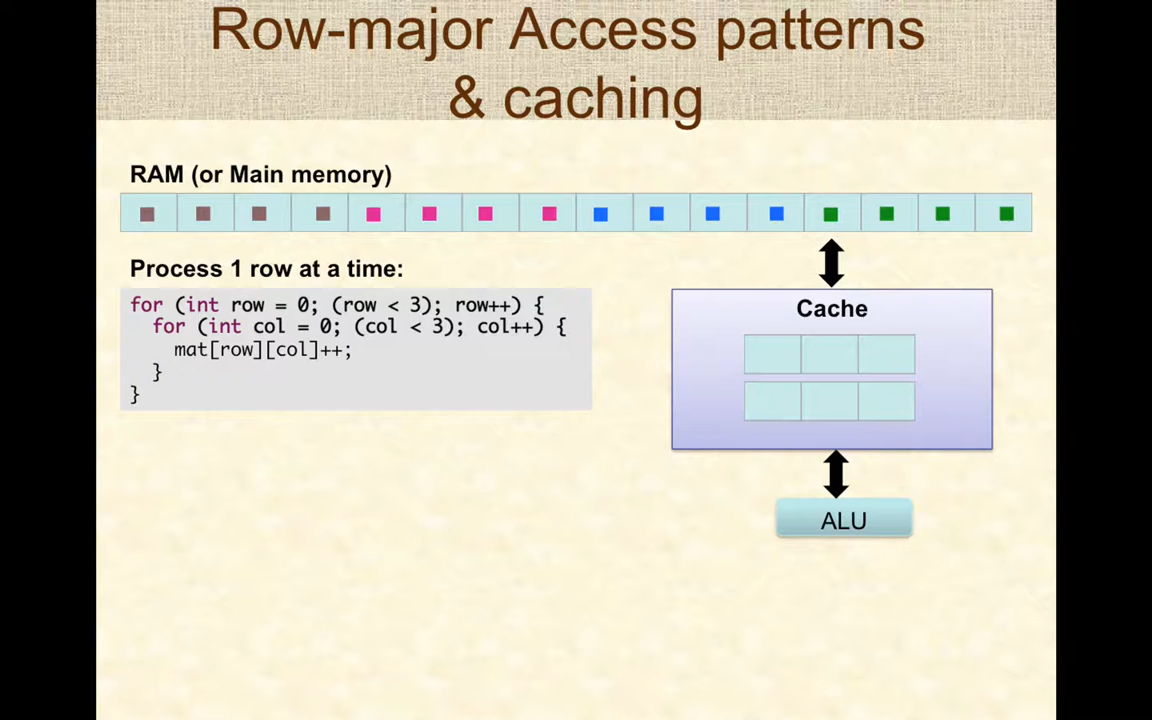 Row-major Access patterns
& caching
RAM (or Main memory)
Process 1 row at a time:
for (int row = 0; (row < 3); row++) {
for (int col = 0; (col < 3); col++) {
mat[row][col]++;
}
}
Cache
ALU